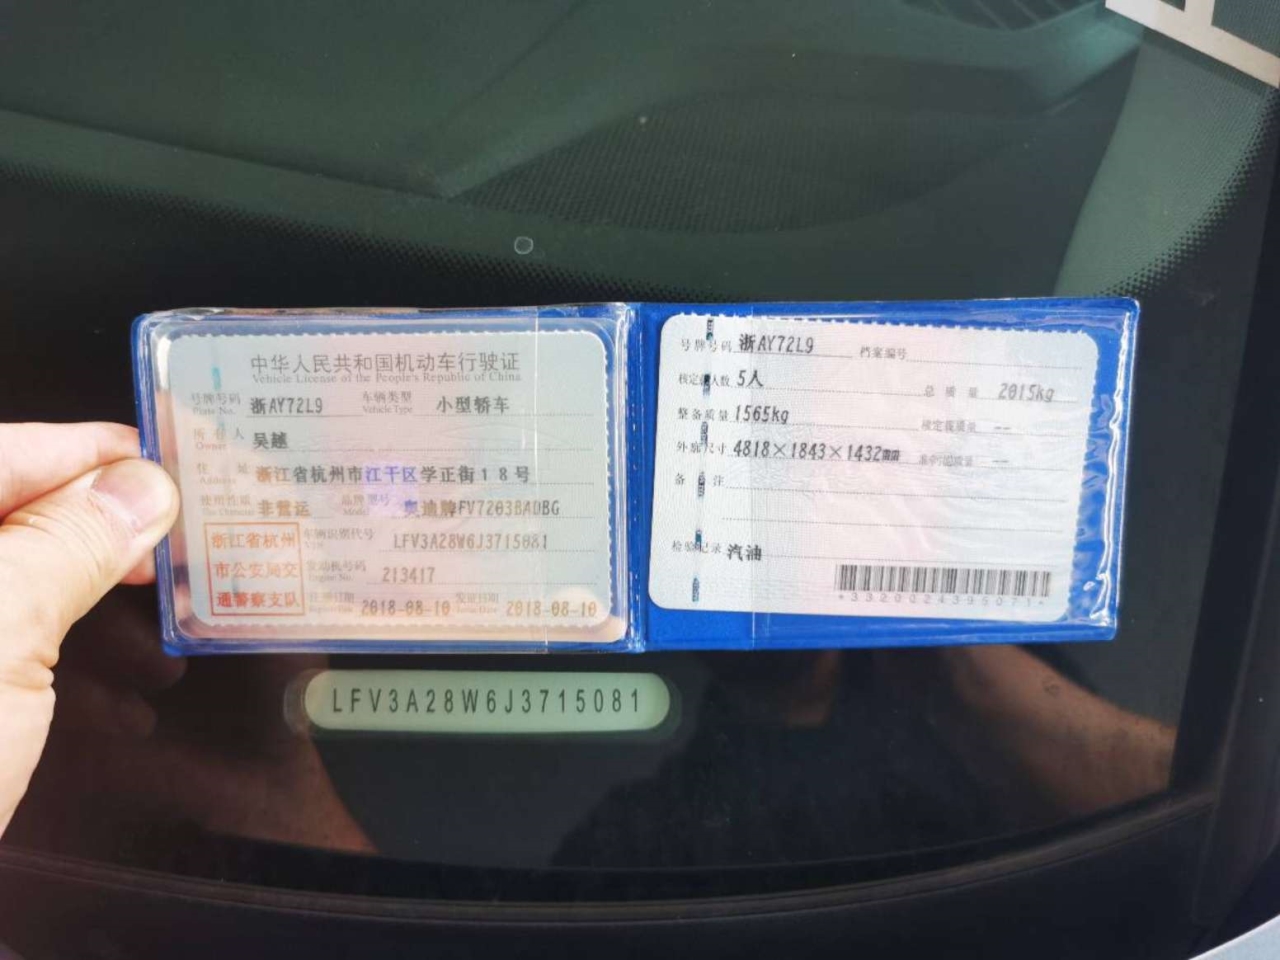 中华人民共和国机动车行驶证
Vehicle License of the People's Republic of China
号牌号码 浙AY72L9 车辆类型 小型轿车
Plate No. Vehicle Type
所有人 吴越
Owner
住址 浙江省杭州市江干区学正街18号
Address
使用性质 非营运 品牌型号 奥迪牌FV7203BADBG
Use Character Model
浙江省杭州
市公安局交
通警察支队
车辆识别代号 LFV3A28W6J3715081
VIN
发动机号码 213417
Engine No.
注册日期 2018-08-10 发证日期 2018-08-10
Register Date Issue Date
号牌号码 浙AY72L9 档案编号
核定载人数 5人 总质量 2015kg
整备质量 1565kg 核定载质量 --
外廓尺寸 4818×1843×1432mm 准牵引总质量 --
备注
检验记录 汽油
*3320024395071*
LFV3A28W6J3715081